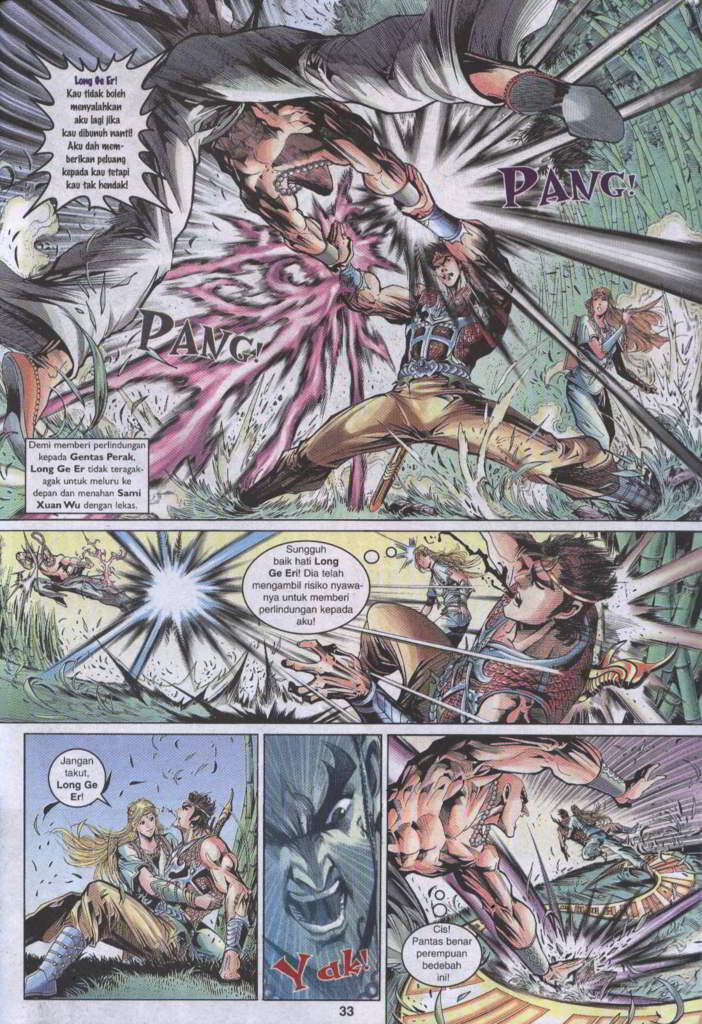 Long Ge Er!
Kau tidak boleh
menyalahkan
aku lagi jika
kau dibunuh nanti!
Aku dah mem-
berikan peluang
kepada kau tetapi
kau tak hendak!
PANG!
PANG!
Demi memberi perlindungan
kepada Gentas Perak,
Long Ge Er tidak teragak-
agak untuk meluru ke
depan dan menahan Sami
Xuan Wu dengan lekas.
Sungguh
baik hati Long
Ge Er! Dia telah
mengambil risiko nyawa-
nya untuk memberi
perlindungan kepada
aku!
Jangan
takut,
Long Ge
Er!
Yak!
Cis!
Pantas benar
perempuan
bedebah
ini!
33